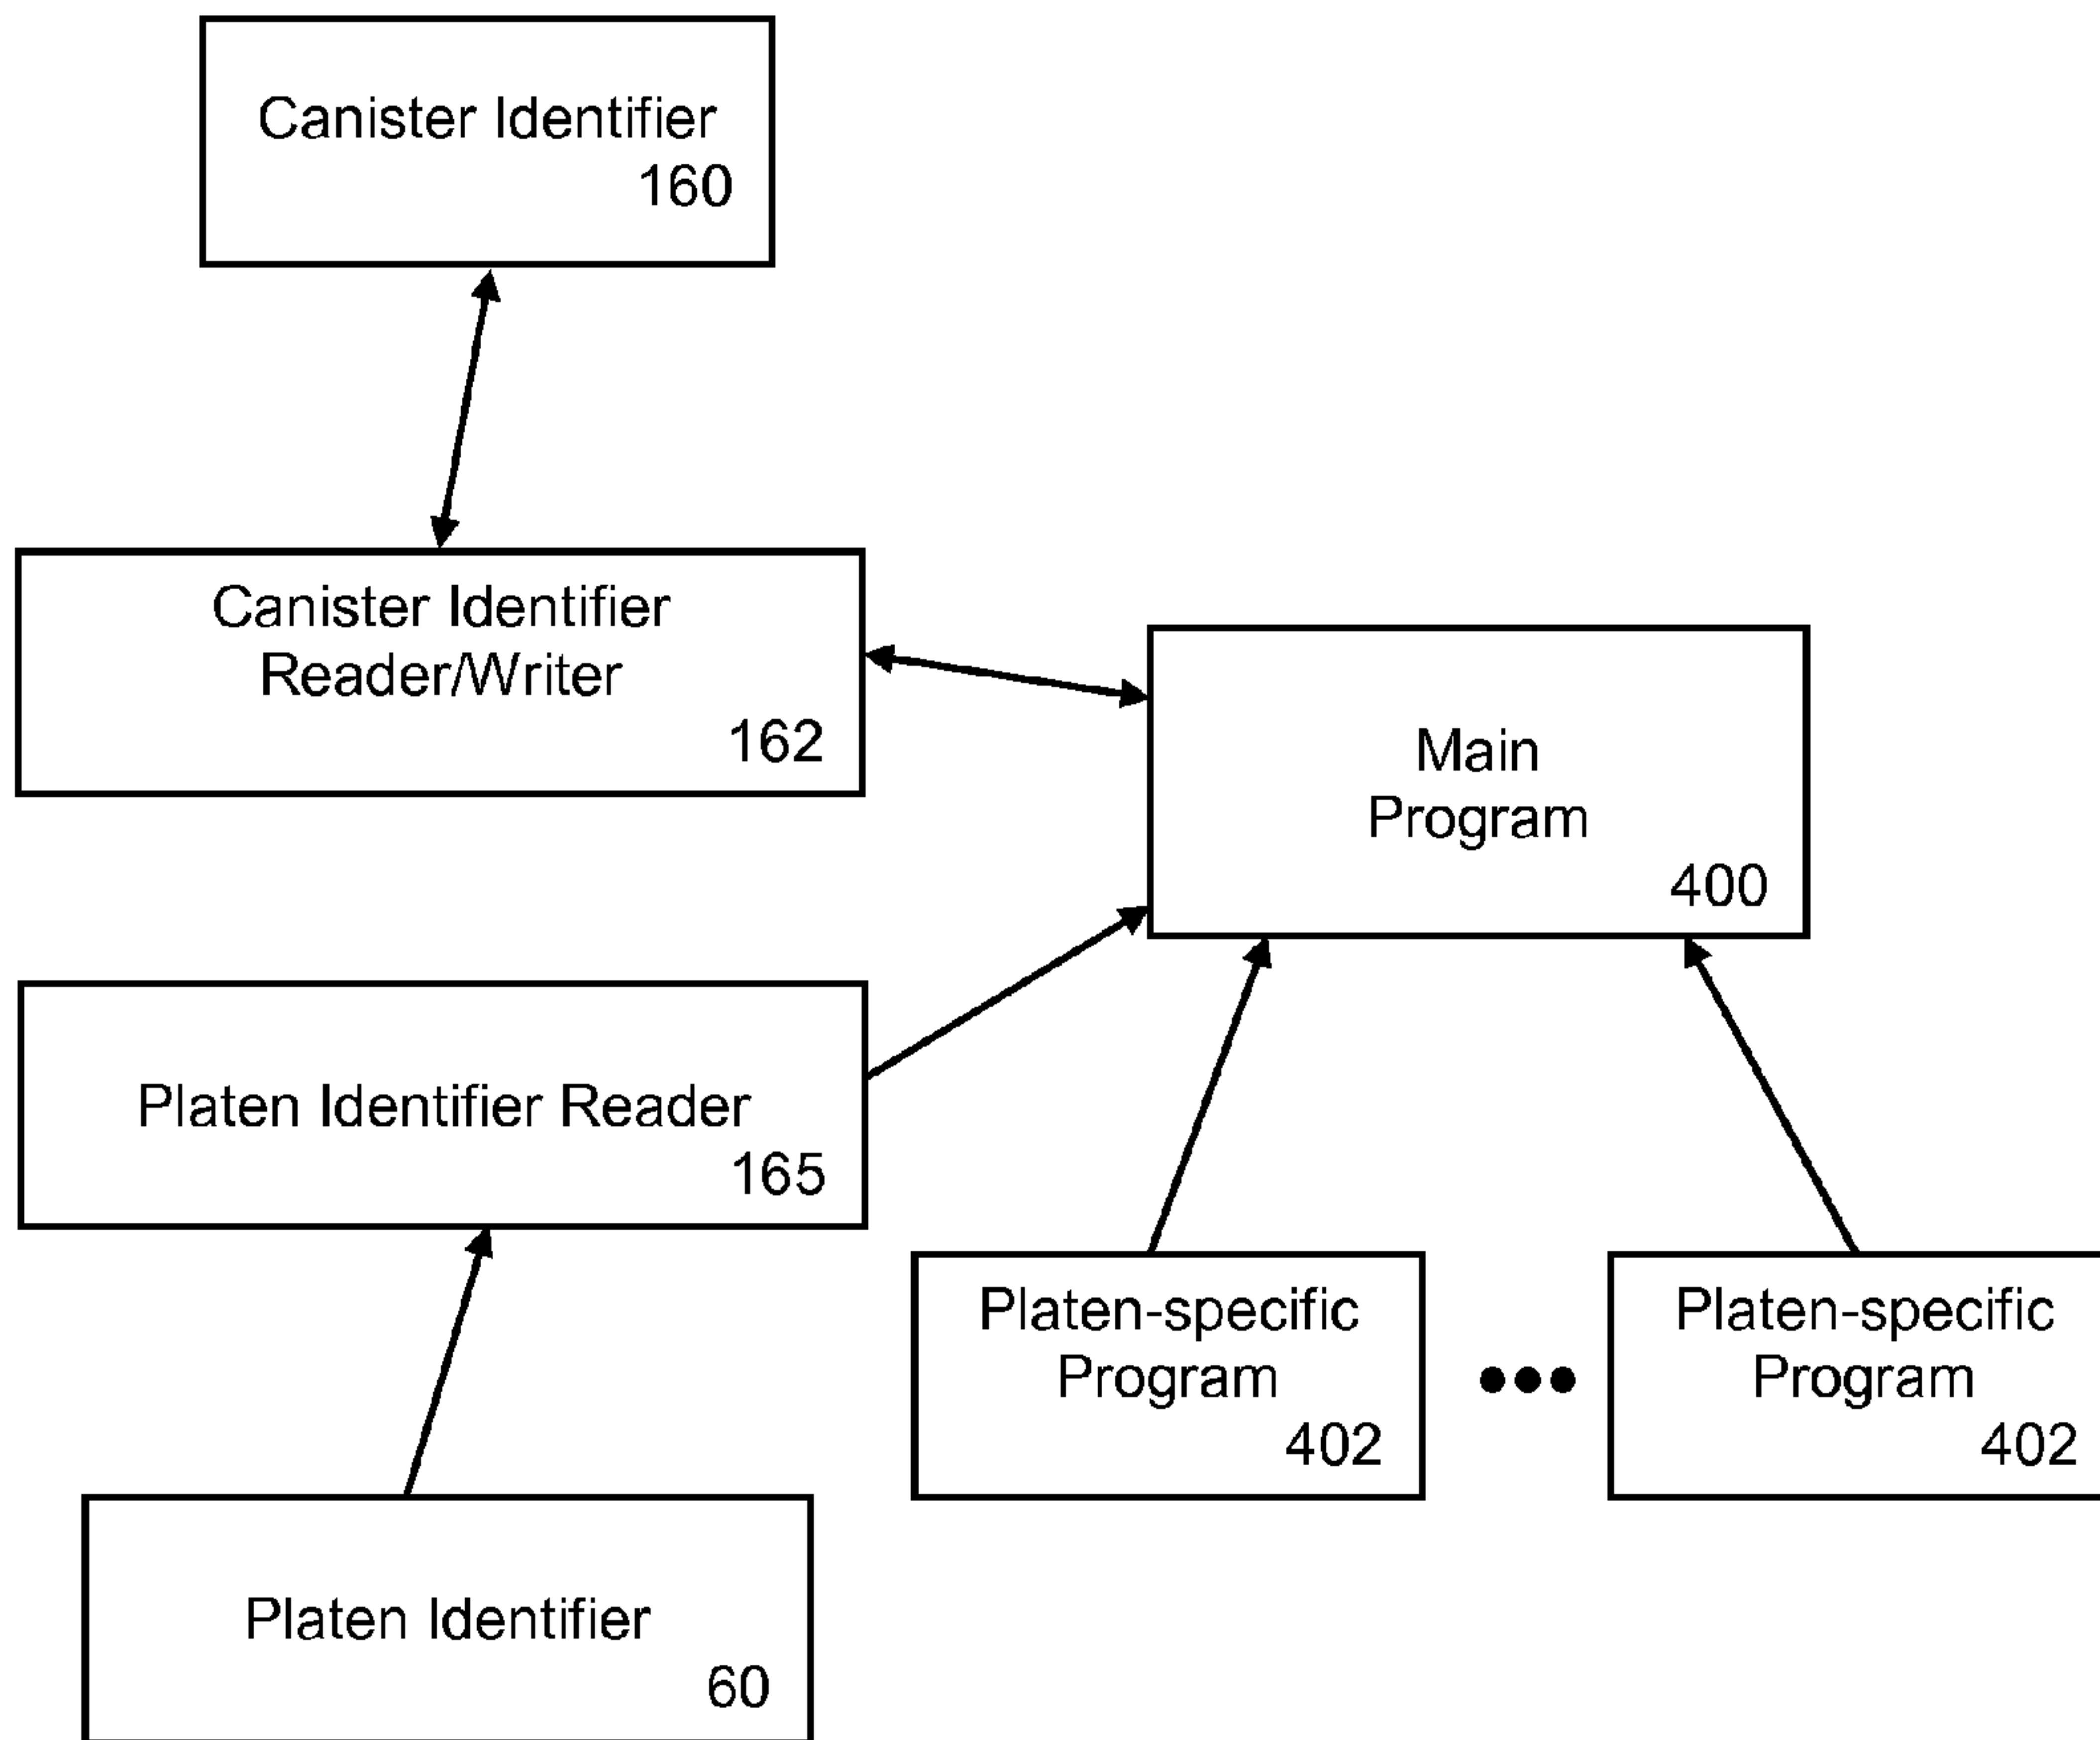 Canister Identifier
160
Canister Identifier
Reader/Writer
162
Main
Program
400
Platen Identifier Reader
165
Platen-specific
Program
402
Platen-specific
Program
402
Platen Identifier
60